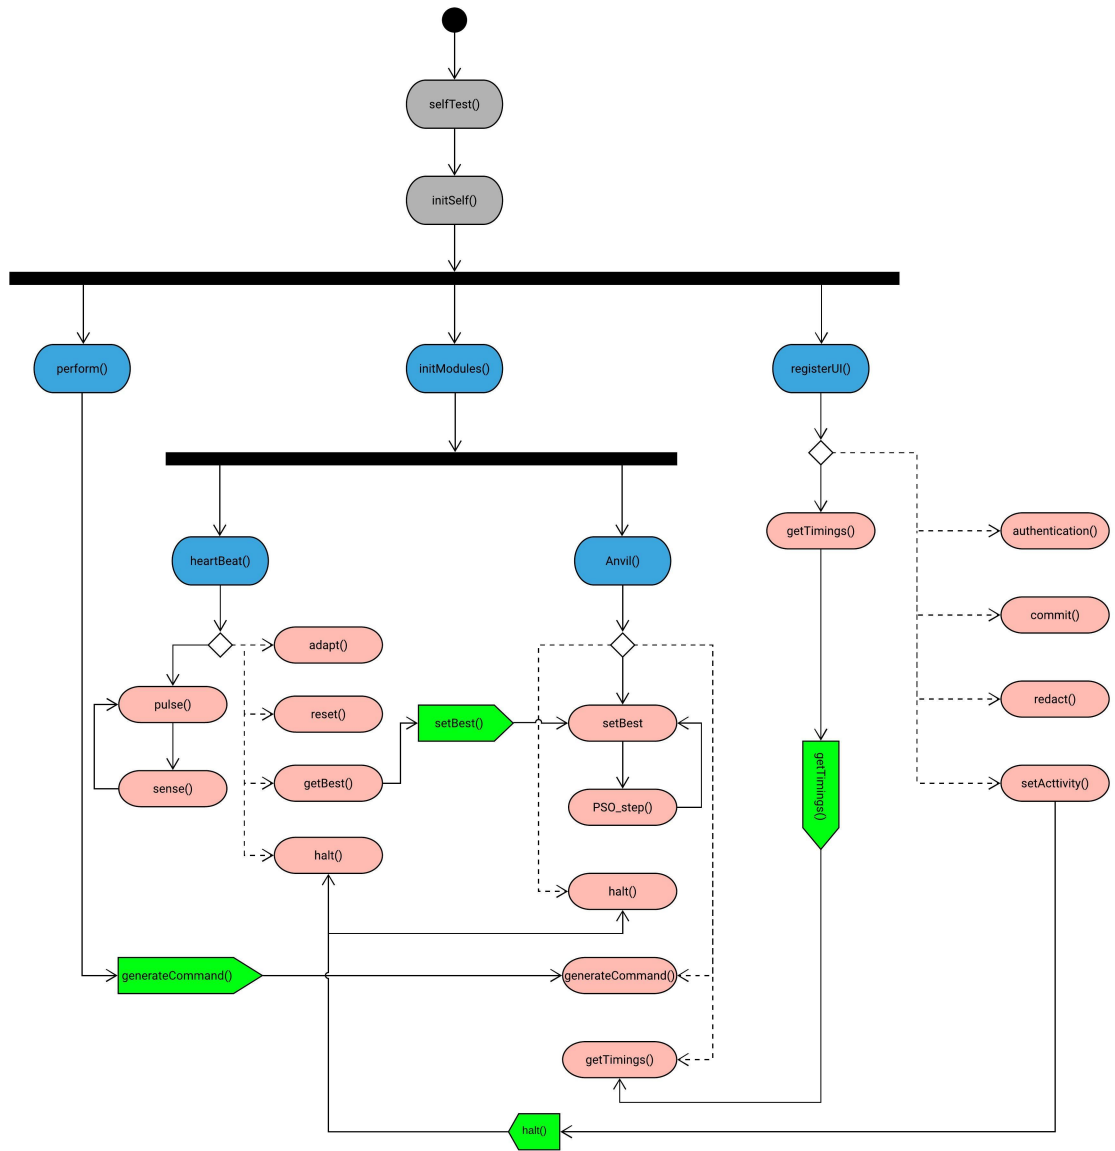 selfTest()
initSelf()
perform()
initModules()
registerUI()
getTimings()
authentication()
heartBeat()
Anvil()
commit()
adapt()
redact()
pulse()
reset()
setBest()
setBest
getTimings()
sense()
getBest()
PSO_step()
setActtivity()
halt()
halt()
generateCommand()
generateCommand()
getTimings()
halt()